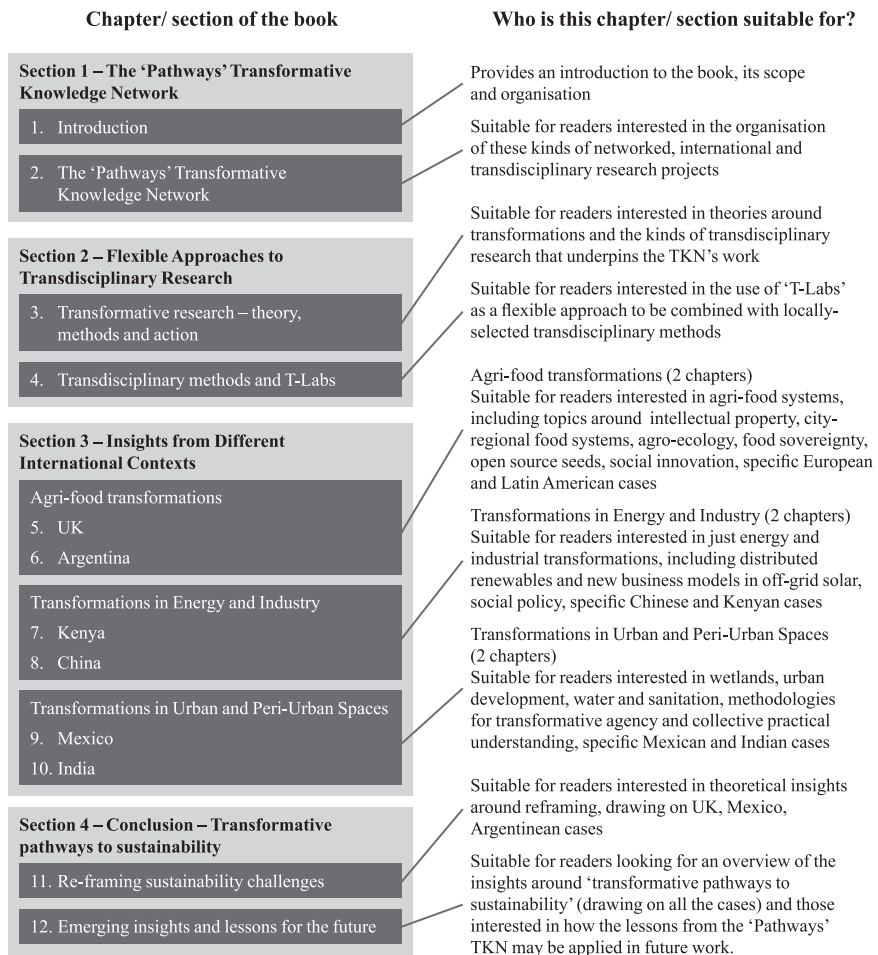 Chapter/ section of the book
Section 1 – The ‘Pathways’ Transformative
Knowledge Network
1. Introduction
2. The ‘Pathways’ Transformative
Knowledge Network
Section 2 – Flexible Approaches to
Transdisciplinary Research
3. Transformative research – theory,
methods and action
4. Transdisciplinary methods and T-Labs
Section 3 – Insights from Different
International Contexts
Agri-food transformations
5. UK
6. Argentina
Transformations in Energy and Industry
7. Kenya
8. China
Transformations in Urban and Peri-Urban Spaces
9. Mexico
10. India
Section 4 – Conclusion – Transformative
pathways to sustainability
11. Re-framing sustainability challenges
12. Emerging insights and lessons for the future
Who is this chapter/ section suitable for?
Provides an introduction to the book, its scope
and organisation
Suitable for readers interested in the organisation
of these kinds of networked, international and
transdisciplinary research projects
Suitable for readers interested in theories around
transformations and the kinds of transdisciplinary
research that underpins the TKN’s work
Suitable for readers interested in the use of ‘T-Labs’
as a flexible approach to be combined with locally-
selected transdisciplinary methods
Agri-food transformations (2 chapters)
Suitable for readers interested in agri-food systems,
including topics around intellectual property, city-
regional food systems, agro-ecology, food sovereignty,
open source seeds, social innovation, specific European
and Latin American cases
Transformations in Energy and Industry (2 chapters)
Suitable for readers interested in just energy and
industrial transformations, including distributed
renewables and new business models in off-grid solar,
social policy, specific Chinese and Kenyan cases
Transformations in Urban and Peri-Urban Spaces
(2 chapters)
Suitable for readers interested in wetlands, urban
development, water and sanitation, methodologies
for transformative agency and collective practical
understanding, specific Mexican and Indian cases
Suitable for readers interested in theoretical insights
around reframing, drawing on UK, Mexico,
Argentinean cases
Suitable for readers looking for an overview of the
insights around ‘transformative pathways to
sustainability’ (drawing on all the cases) and those
interested in how the lessons from the ‘Pathways’
TKN may be applied in future work.